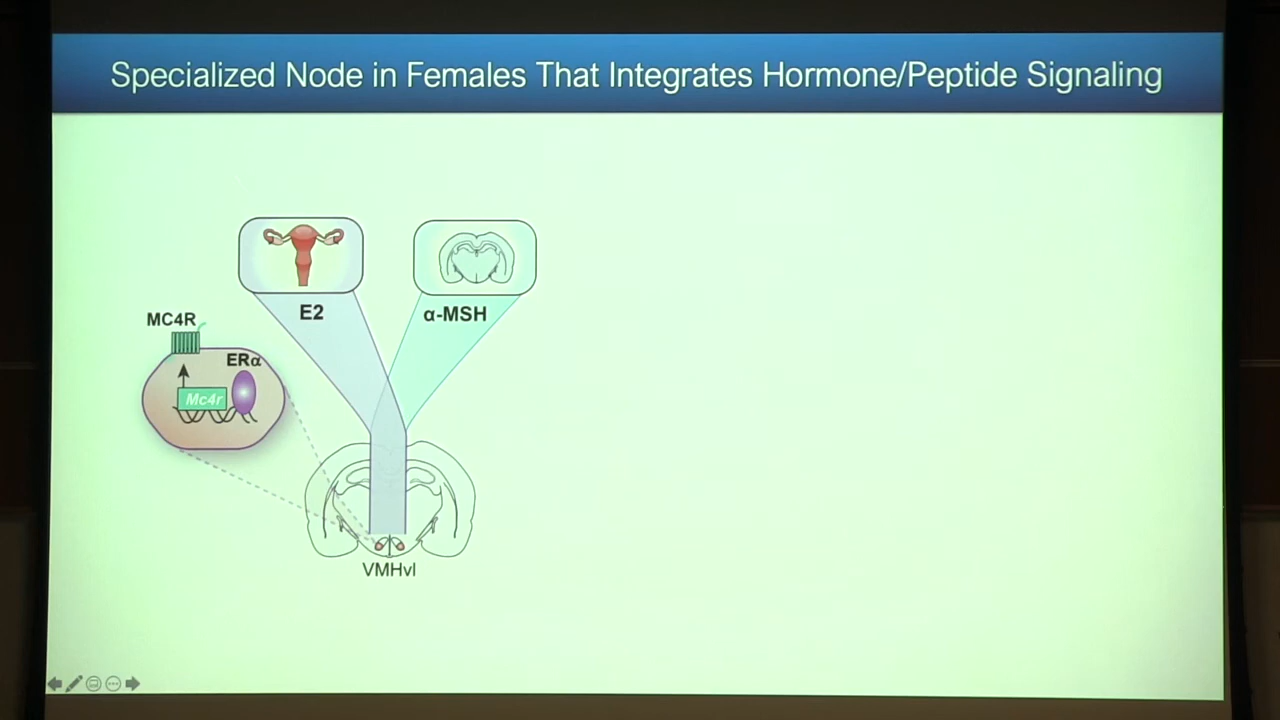 Specialized Node in Females That Integrates Hormone/Peptide Signaling
E2
α-MSH
MC4R
ERα
Mc4r
VMHvl